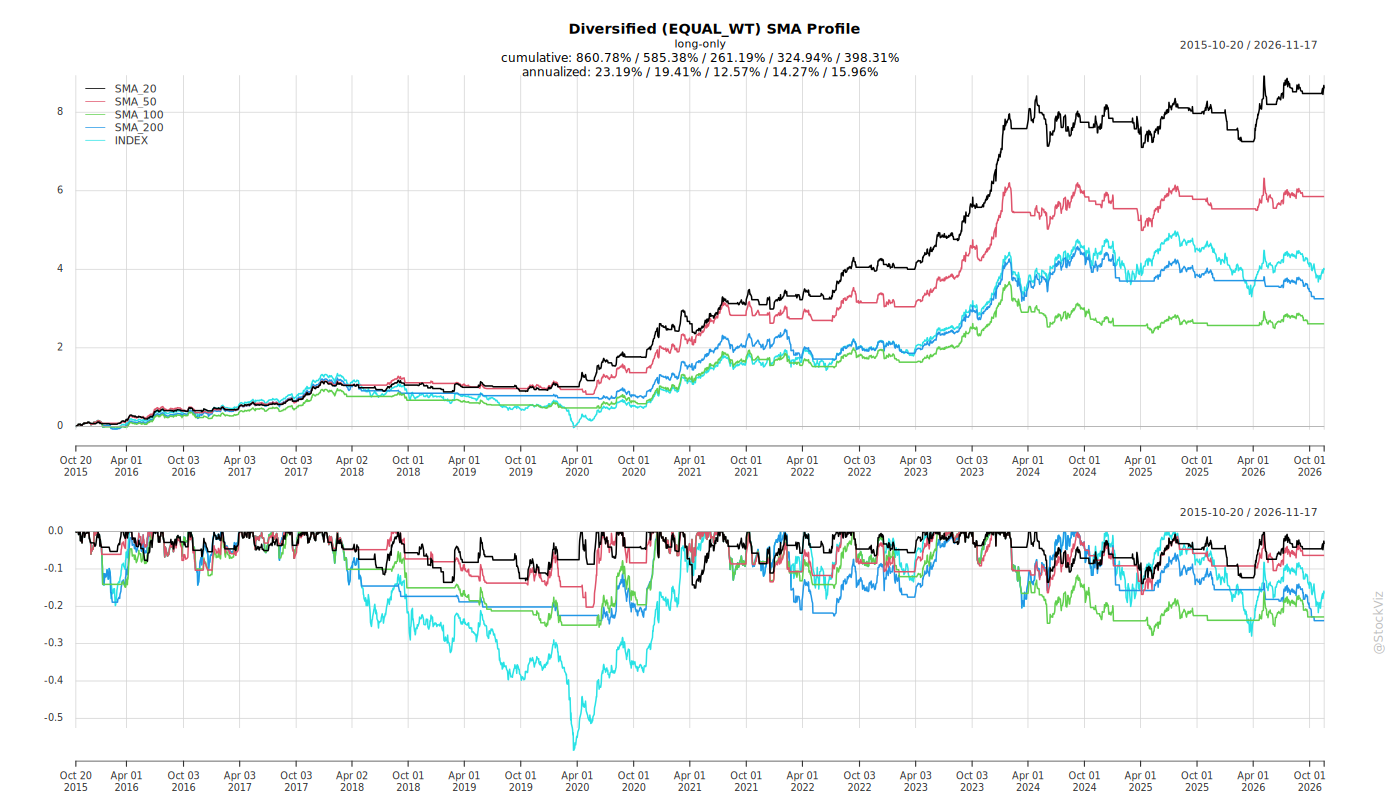 Diversified (EQUAL_WT) SMA Profile
long-only
cumulative: 860.78% / 585.38% / 261.19% / 324.94% / 398.31%
annualized: 23.19% / 19.41% / 12.57% / 14.27% / 15.96%
2015-10-20 / 2026-11-17
SMA_20
SMA_50
SMA_100
SMA_200
INDEX
8
6
4
2
0
Oct 20 Apr 01 Oct 03 Apr 03 Oct 03 Apr 02 Oct 01 Apr 01 Oct 01 Apr 01 Oct 01 Apr 01 Oct 01 Apr 01 Oct 03 Apr 03 Oct 03 Apr 01 Oct 01 Apr 01 Oct 01 Apr 01 Oct 01
2015 2016 2016 2017 2017 2018 2018 2019 2019 2020 2020 2021 2021 2022 2022 2023 2023 2024 2024 2025 2025 2026 2026
2015-10-20 / 2026-11-17
0.0
-0.1
-0.2
-0.3
-0.4
-0.5
Oct 20 Apr 01 Oct 03 Apr 03 Oct 03 Apr 02 Oct 01 Apr 01 Oct 01 Apr 01 Oct 01 Apr 01 Oct 01 Apr 01 Oct 03 Apr 03 Oct 03 Apr 01 Oct 01 Apr 01 Oct 01 Apr 01 Oct 01
2015 2016 2016 2017 2017 2018 2018 2019 2019 2020 2020 2021 2021 2022 2022 2023 2023 2024 2024 2025 2025 2026 2026
@StockViz